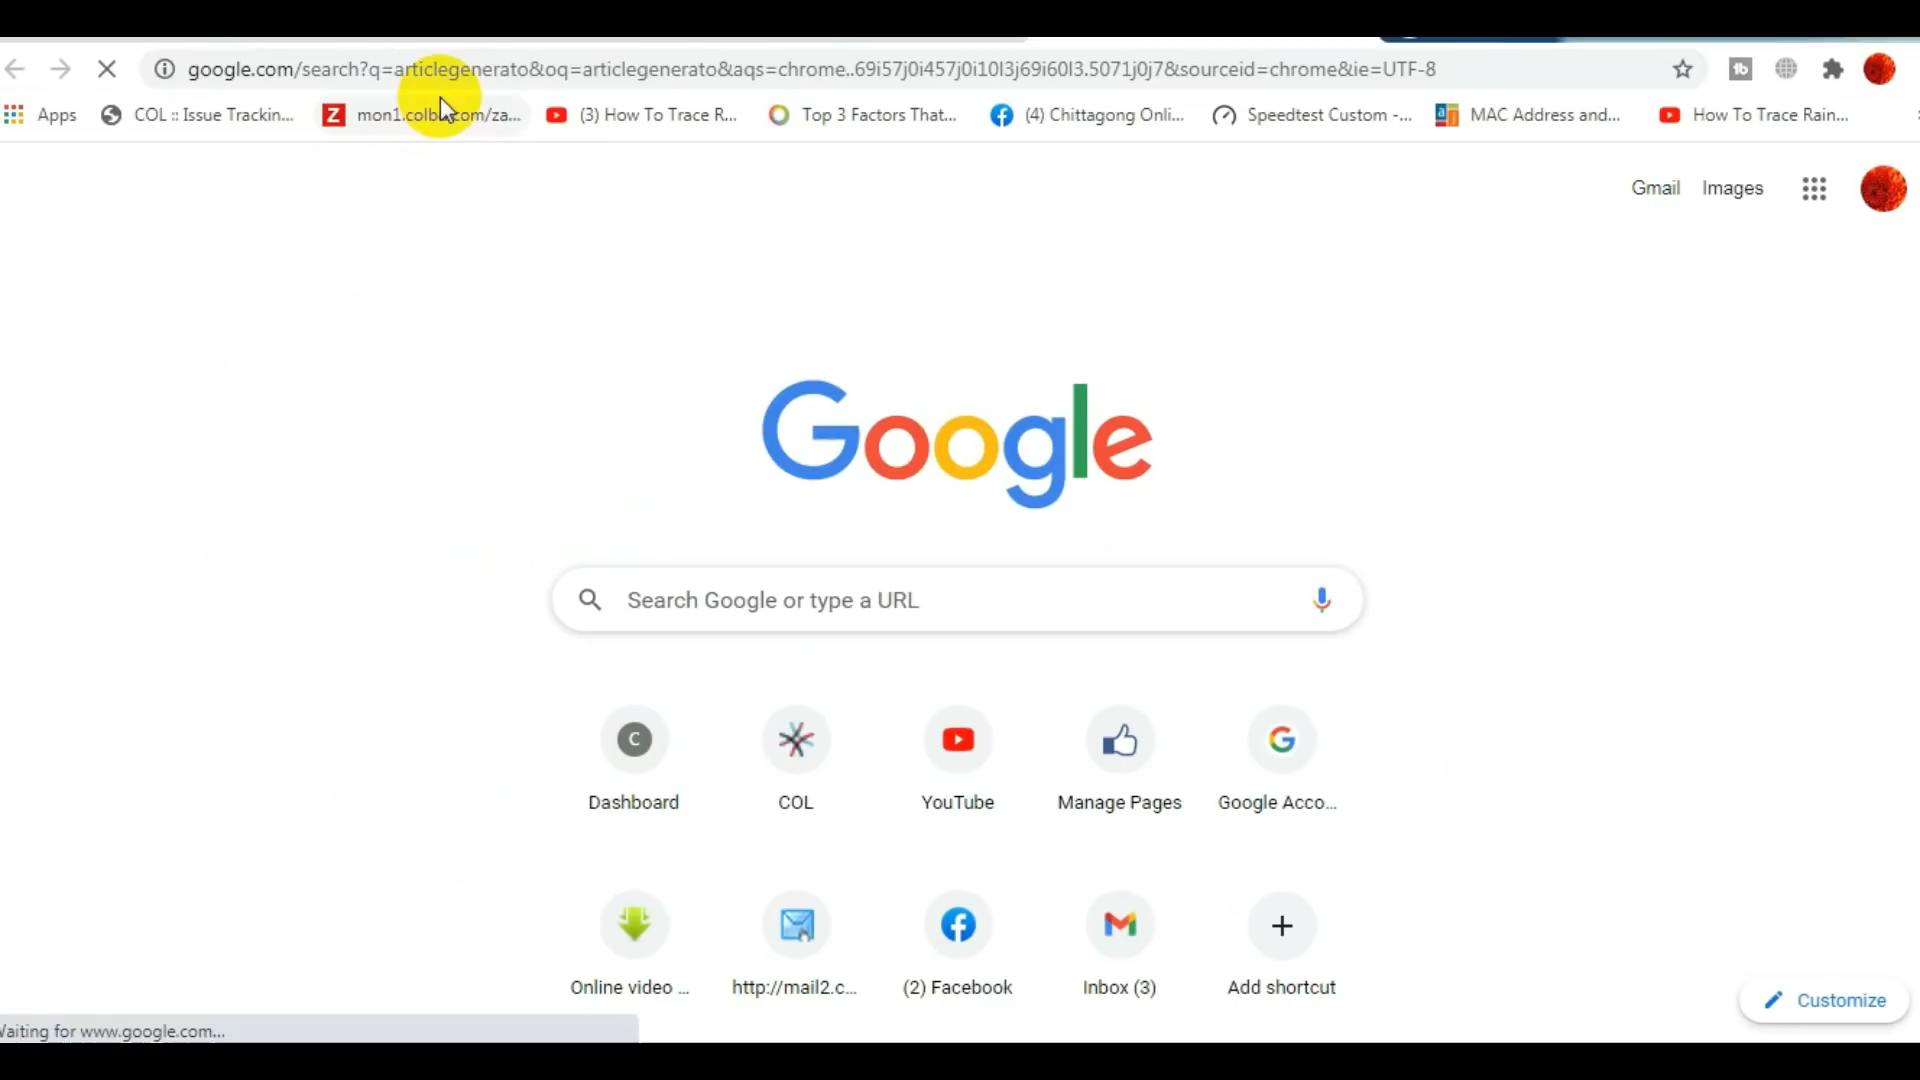 google.com/search?q=articlegenerato&oq=articlegenerato&aqs=chrome..69i57j0i457j0i10l3j69i60l3.5071j0j7&sourceid=chrome&ie=UTF-8
Apps COL :: Issue Trackin... (3) How To Trace R... Top 3 Factors That... (4) Chittagong Onli... Speedtest Custom -... MAC Address and... How To Trace Rain...
Gmail Images
Google
Search Google or type a URL
C
Dashboard COL YouTube Manage Pages Google Acco...
Online video ... http://mail2.c... (2) Facebook Inbox (3) Add shortcut
Customize
Waiting for www.google.com...